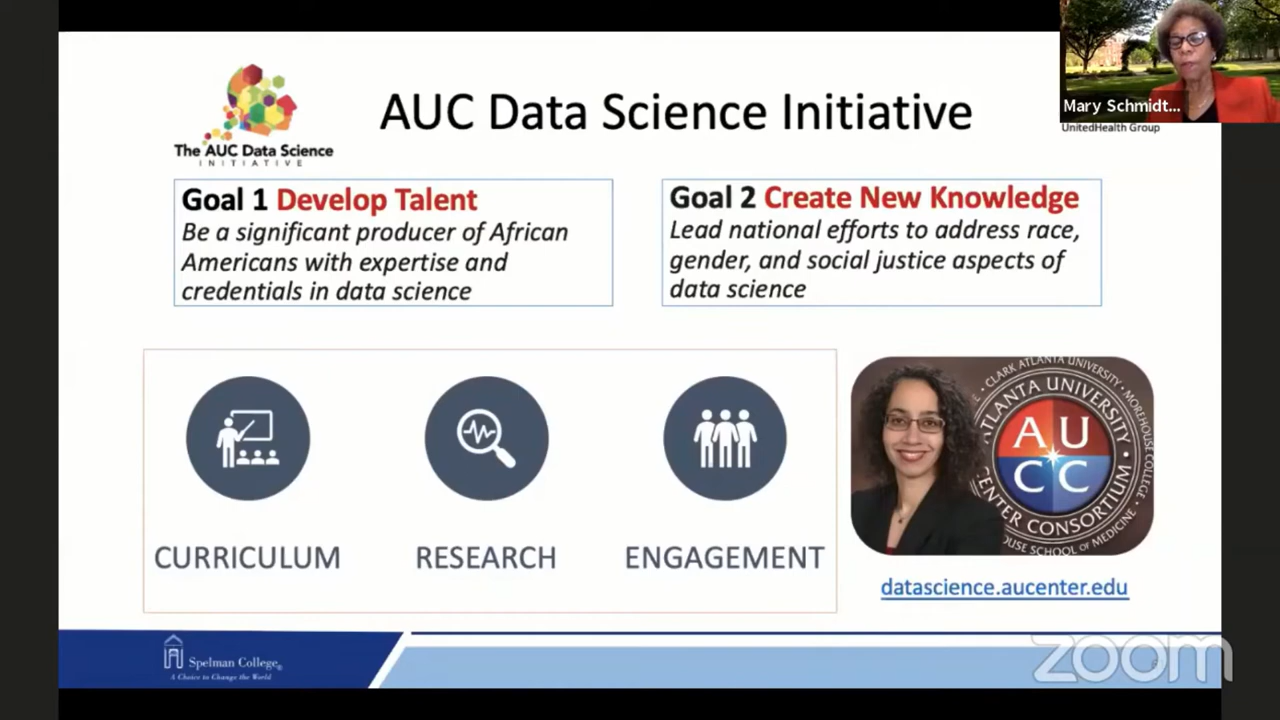 Mary Schmidt...
UnitedHealth Group
The AUC Data Science
INITIATIVE
AUC Data Science Initiative
Goal 1 Develop Talent
Be a significant producer of African
Americans with expertise and
credentials in data science
Goal 2 Create New Knowledge
Lead national efforts to address race,
gender, and social justice aspects of
data science
CURRICULUM
RESEARCH
ENGAGEMENT
CLARK ATLANTA UNIVERSITY
MOREHOUSE COLLEGE
SCHOOL OF MEDICINE
ATLANTA UNIVERSITY
CENTER CONSORTIUM
A U
C C
datascience.aucenter.edu
Spelman College®
A Choice to Change the World
zoom